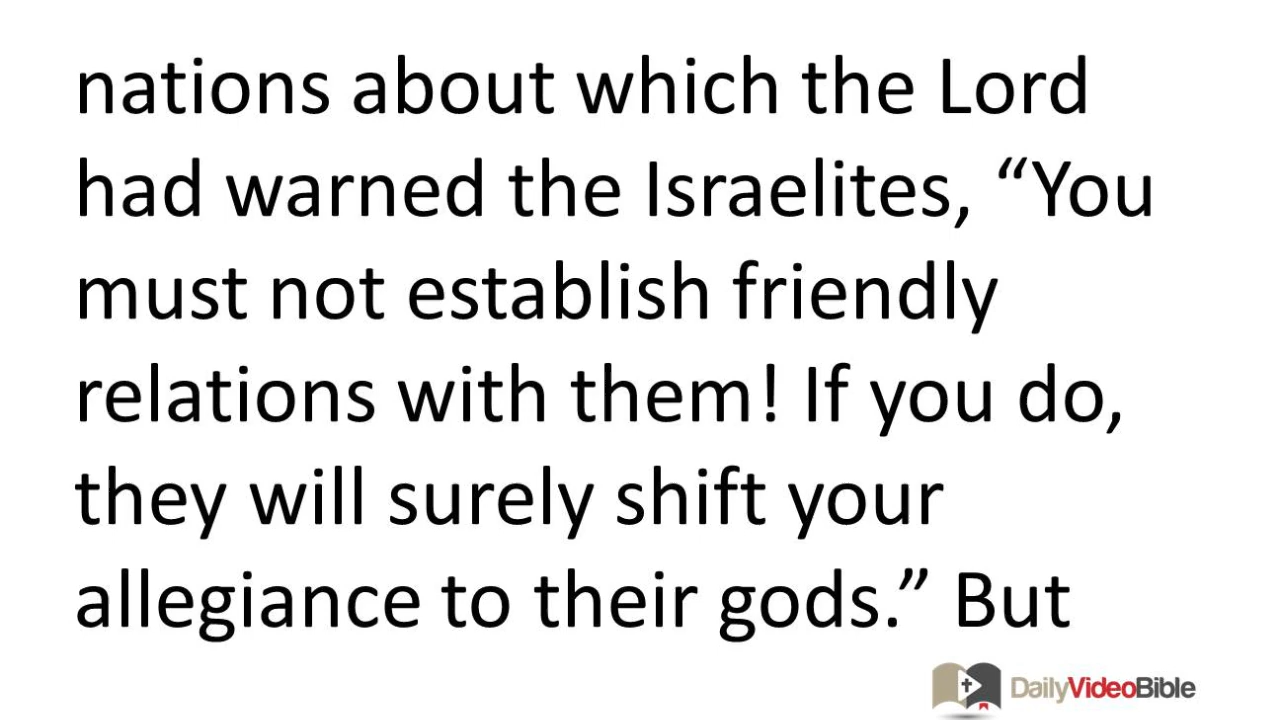 nations about which the Lord
had warned the Israelites, “You
must not establish friendly
relations with them! If you do,
they will surely shift your
allegiance to their gods.” But
DailyVideoBible